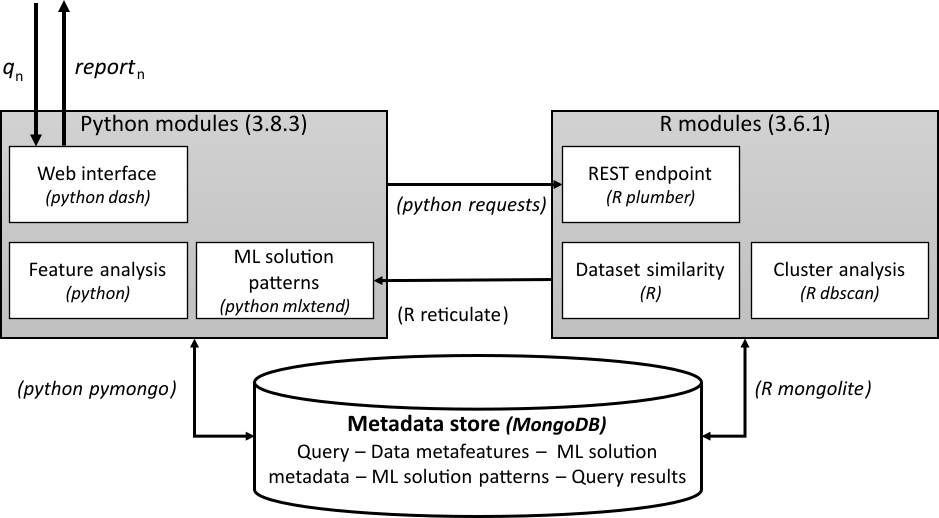 qn
reportn
Python modules (3.8.3)
Web interface
(python dash)
Feature analysis
(python)
ML solution
patterns
(python mlxtend)
(python requests)
(R reticulate)
R modules (3.6.1)
REST endpoint
(R plumber)
Dataset similarity
(R)
Cluster analysis
(R dbscan)
(python pymongo)
(R mongolite)
Metadata store (MongoDB)
Query – Data metafeatures – ML solution
metadata – ML solution patterns – Query results